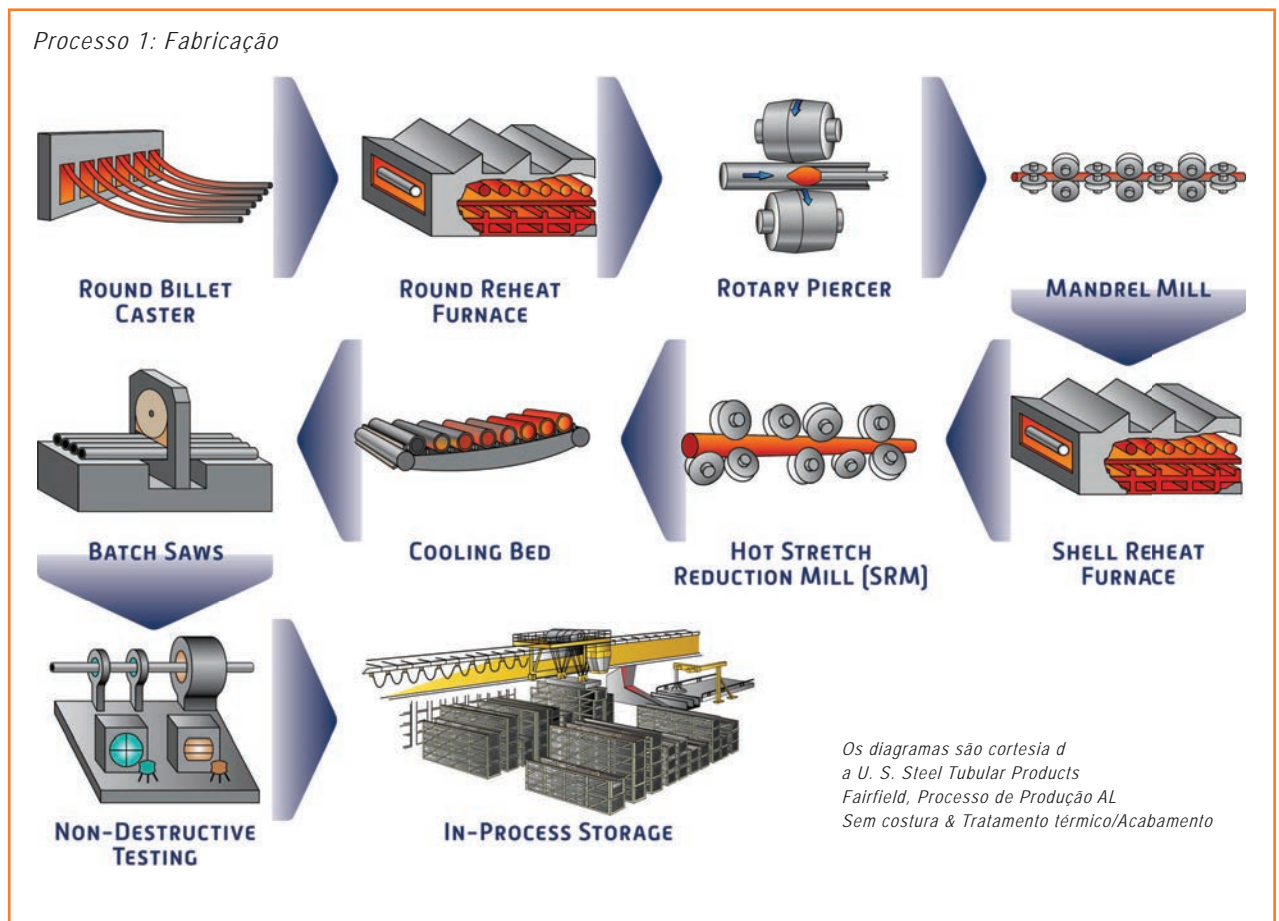 Processo 1: Fabricação
ROUND BILLET
CASTER
ROUND REHEAT
FURNACE
ROTARY PIERCER
MANDREL MILL
BATCH SAWS
COOLING BED
HOT STRETCH
REDUCTION MILL (SRM)
SHELL REHEAT
FURNACE
NON-DESTRUCTIVE
TESTING
IN-PROCESS STORAGE
Os diagramas são cortesia d
a U. S. Steel Tubular Products
Fairfield, Processo de Produção AL
Sem costura & Tratamento térmico/Acabamento